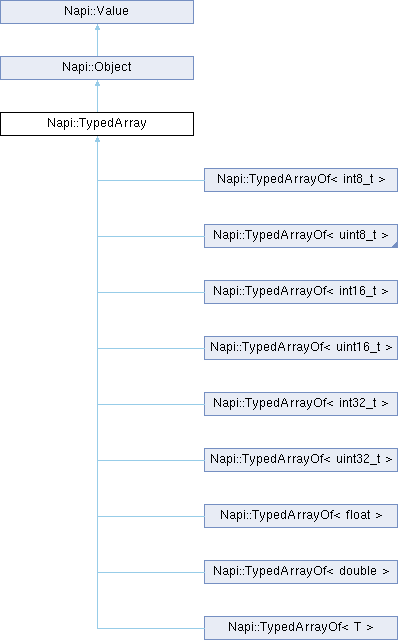 Napi::Value
Napi::Object
Napi::TypedArray
Napi::TypedArrayOf< int8_t >
Napi::TypedArrayOf< uint8_t >
Napi::TypedArrayOf< int16_t >
Napi::TypedArrayOf< uint16_t >
Napi::TypedArrayOf< int32_t >
Napi::TypedArrayOf< uint32_t >
Napi::TypedArrayOf< float >
Napi::TypedArrayOf< double >
Napi::TypedArrayOf< T >